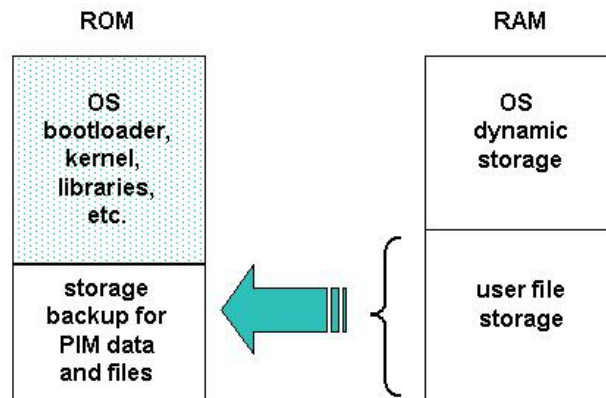 ROM
OS
bootloader,
kernel,
libraries,
etc.
storage
backup for
PIM data
and files
RAM
OS
dynamic
storage
user file
storage